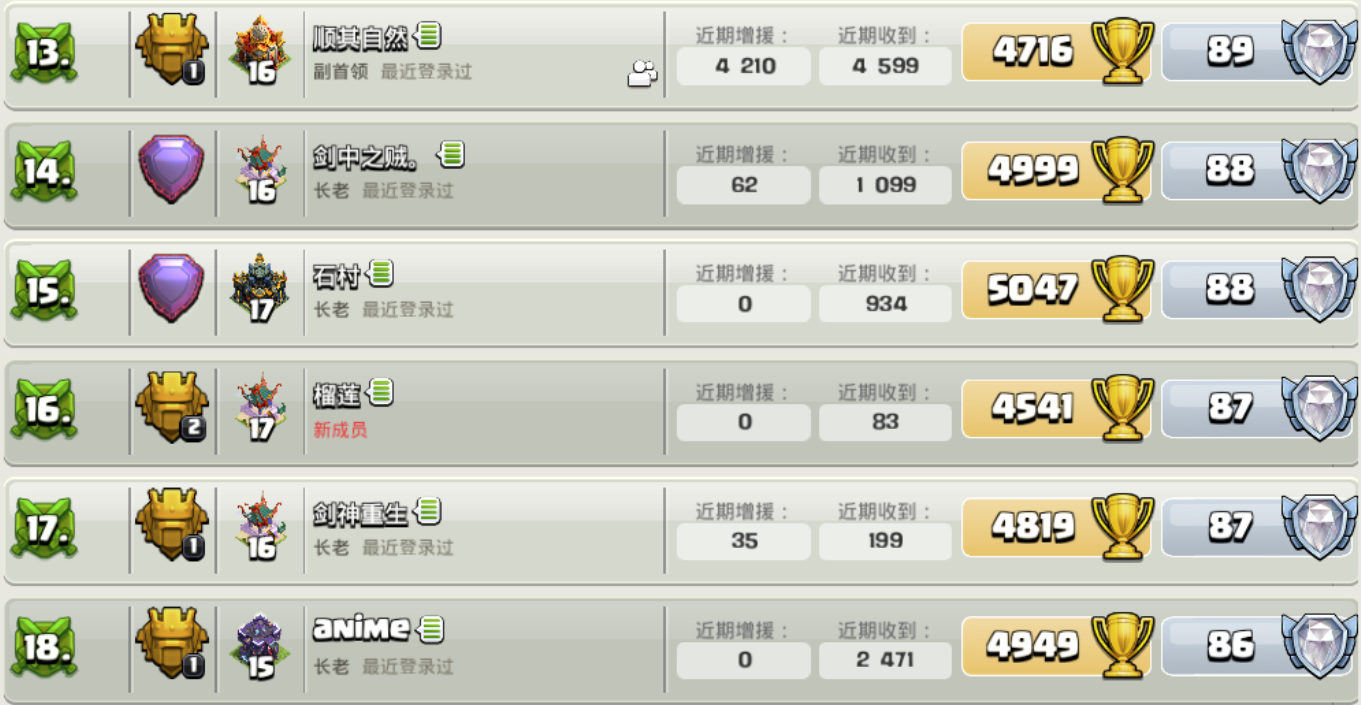 13. 1 16 顺其自然 近期增援： 近期收到： 4716 89
副首领 最近登录过 4 210 4 599
14. 16 剑中之贼。 近期增援： 近期收到： 4999 88
长老 最近登录过 62 1 099
15. 17 石村 近期增援： 近期收到： 5047 88
长老 最近登录过 0 934
16. 2 17 榴莲 近期增援： 近期收到： 4541 87
新成员 0 83
17. 1 16 剑神重生 近期增援： 近期收到： 4819 87
长老 最近登录过 35 199
18. 1 15 anime 近期增援： 近期收到： 4949 86
长老 最近登录过 0 2 471